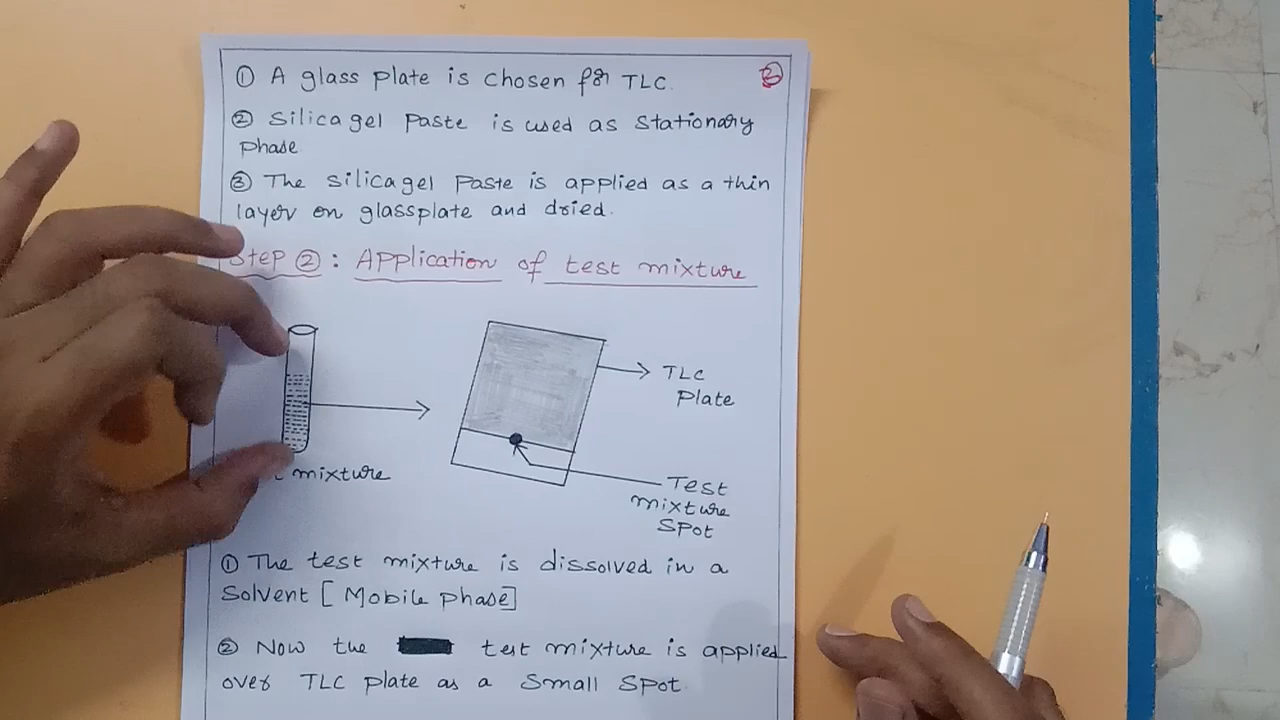 ① A glass plate is chosen for TLC.
② Silicagel Paste is used as Stationary
phase
③ The silicagel Paste is applied as a thin
layer on glassplate and dried.
Step ② : Application of test mixture
TLC
Plate
mixture
Test
mixture
Spot
① The test mixture is dissolved in a
Solvent [ Mobile phase]
② Now the test mixture is applied
over TLC plate as a Small Spot.